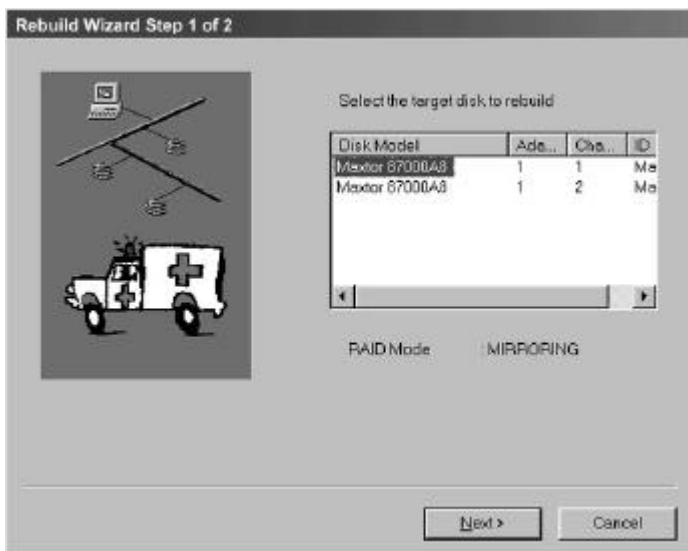 Rebuild Wizard Step 1 of 2
Select the target disk to rebuild
Disk Model Ada... Cha... ID
Maxtor 87000A8 1 1 Ma
Maxtor 87000A8 1 2 Ma
RAID Mode : MIRRORING
Next > Cancel